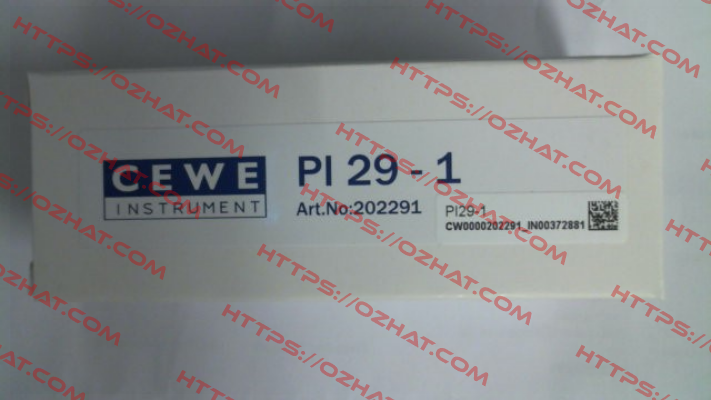 CEWE
INSTRUMENT
PI 29 - 1
Art.No:202291
PI29-1
CW0000202291_IN00372881
HTTPS://OZHAT.COM